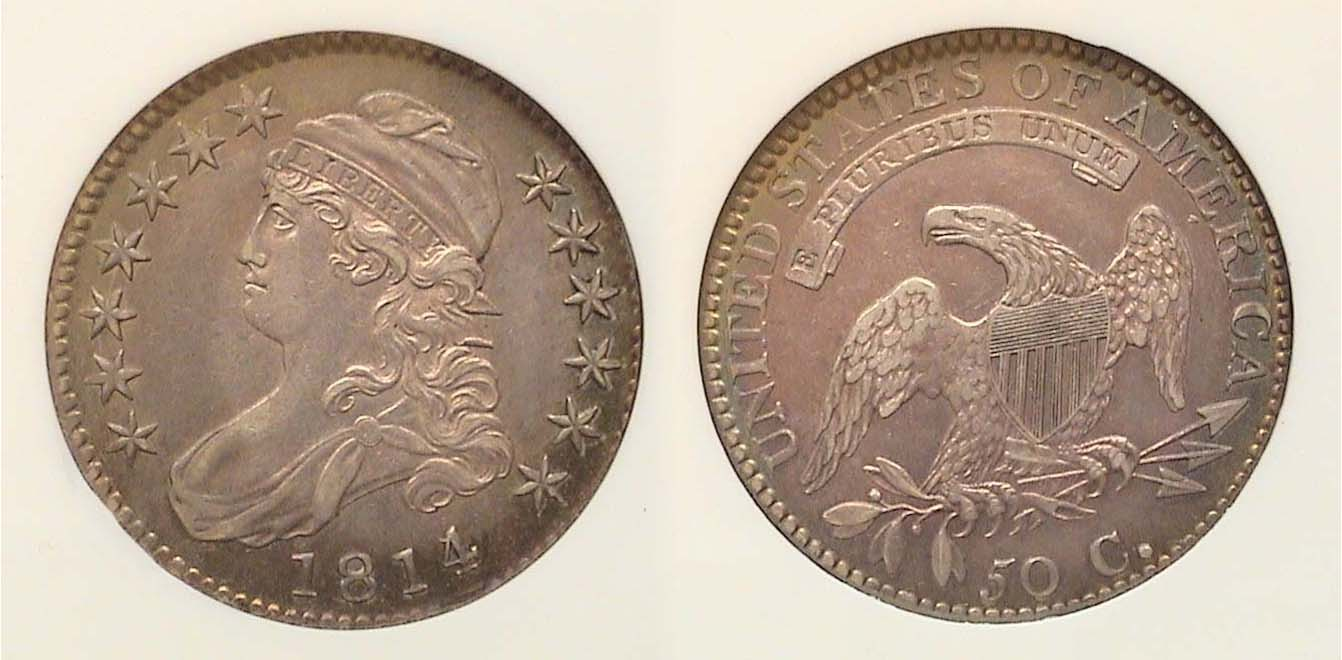 LIBERTY
1814
UNITED STATES OF AMERICA
E PLURIBUS UNUM
50 C.